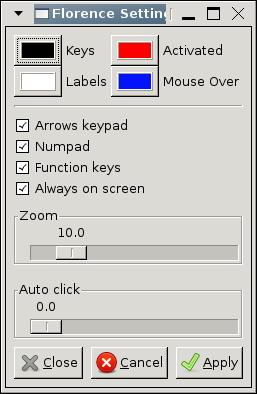 Florence Setting
Keys Activated
Labels Mouse Over
Arrows keypad
Numpad
Function keys
Always on screen
Zoom
10.0
Auto click
0.0
Close Cancel Apply